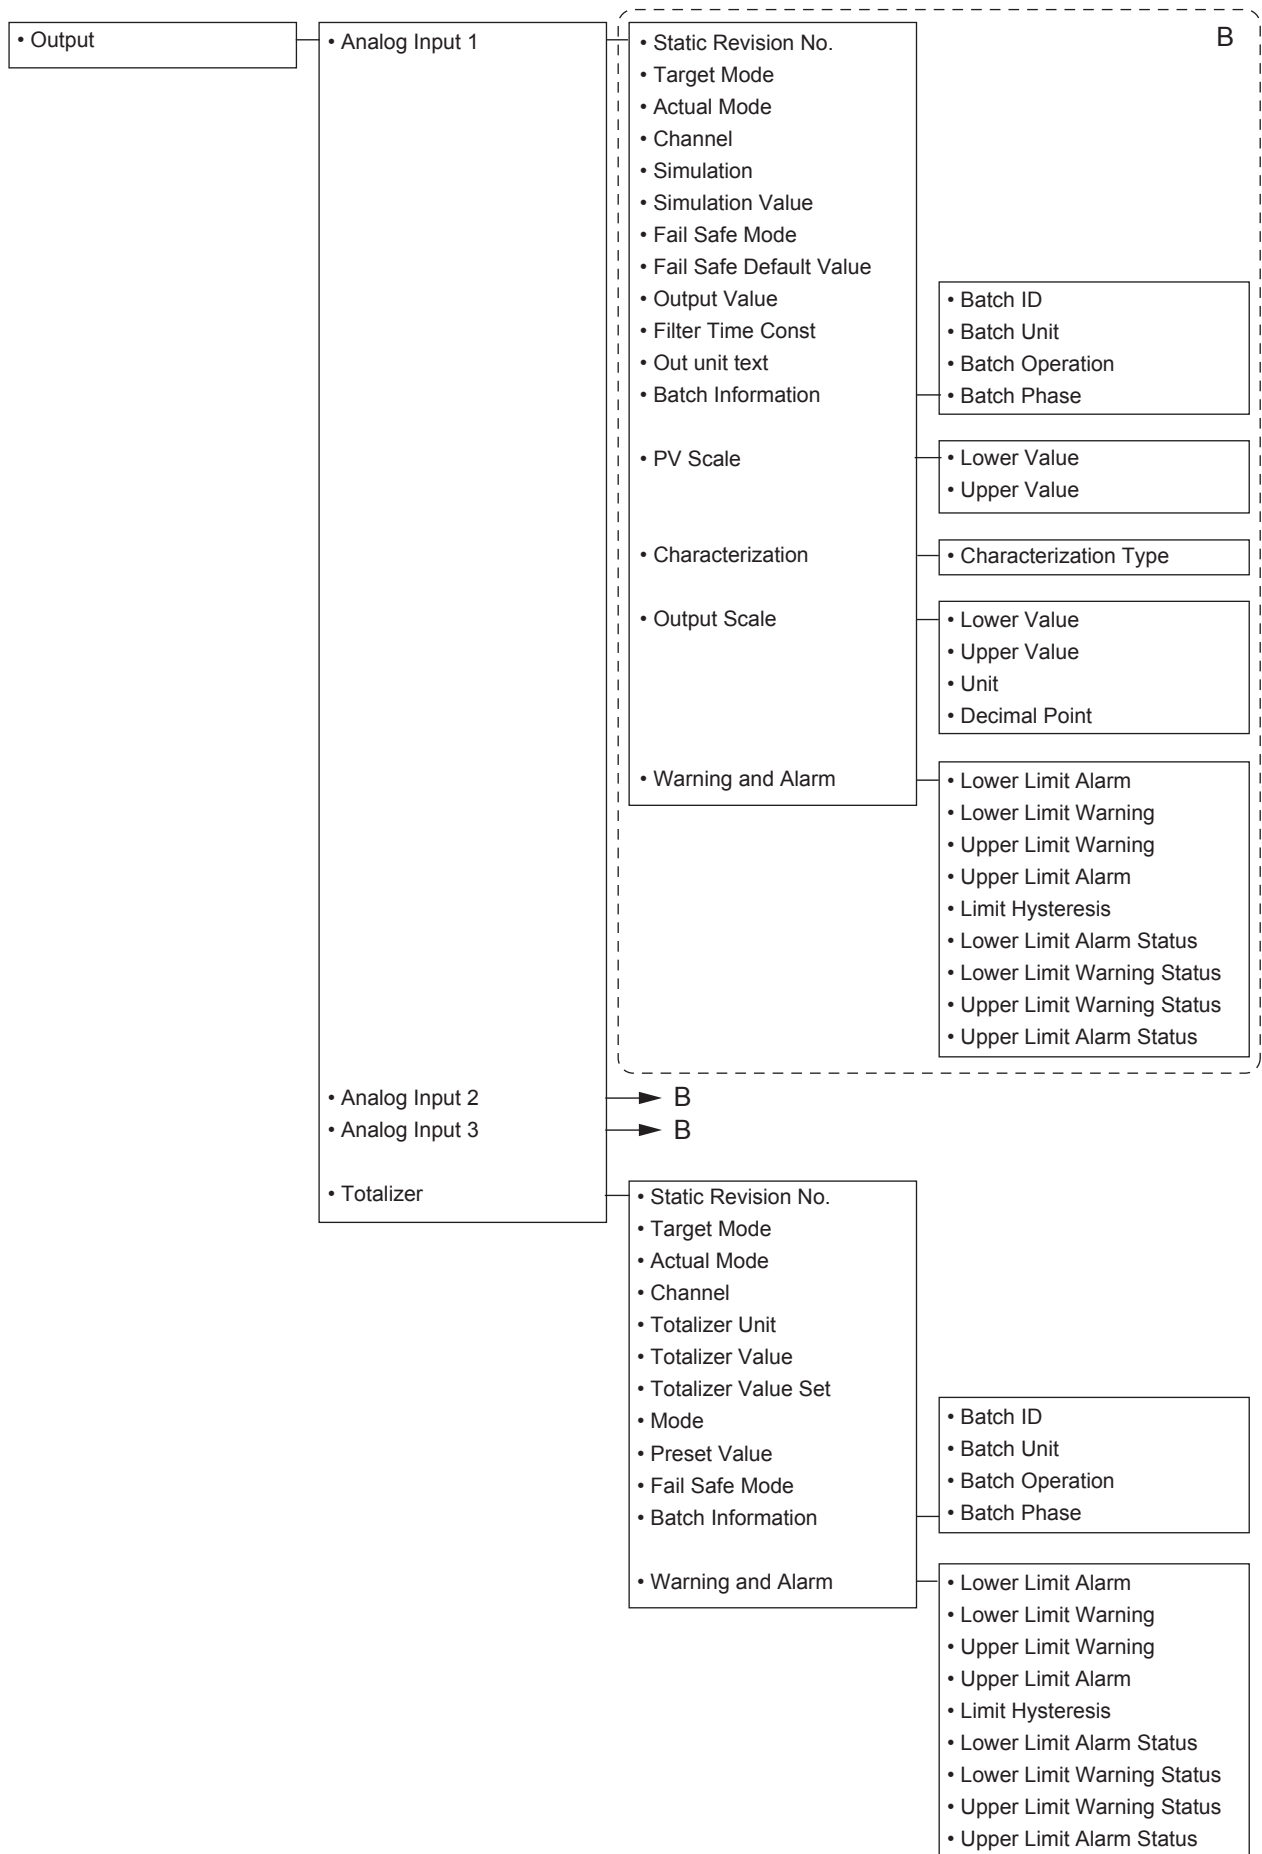 • Output
• Analog Input 1
B
• Static Revision No.
• Target Mode
• Actual Mode
• Channel
• Simulation
• Simulation Value
• Fail Safe Mode
• Fail Safe Default Value
• Output Value
• Filter Time Const
• Out unit text
• Batch Information
• Batch ID
• Batch Unit
• Batch Operation
• Batch Phase
• PV Scale
• Lower Value
• Upper Value
• Characterization
• Characterization Type
• Output Scale
• Lower Value
• Upper Value
• Unit
• Decimal Point
• Warning and Alarm
• Lower Limit Alarm
• Lower Limit Warning
• Upper Limit Warning
• Upper Limit Alarm
• Limit Hysteresis
• Lower Limit Alarm Status
• Lower Limit Warning Status
• Upper Limit Warning Status
• Upper Limit Alarm Status
• Analog Input 2
B
• Analog Input 3
B
• Totalizer
• Static Revision No.
• Target Mode
• Actual Mode
• Channel
• Totalizer Unit
• Totalizer Value
• Totalizer Value Set
• Mode
• Preset Value
• Fail Safe Mode
• Batch Information
• Batch ID
• Batch Unit
• Batch Operation
• Batch Phase
• Warning and Alarm
• Lower Limit Alarm
• Lower Limit Warning
• Upper Limit Warning
• Upper Limit Alarm
• Limit Hysteresis
• Lower Limit Alarm Status
• Lower Limit Warning Status
• Upper Limit Warning Status
• Upper Limit Alarm Status